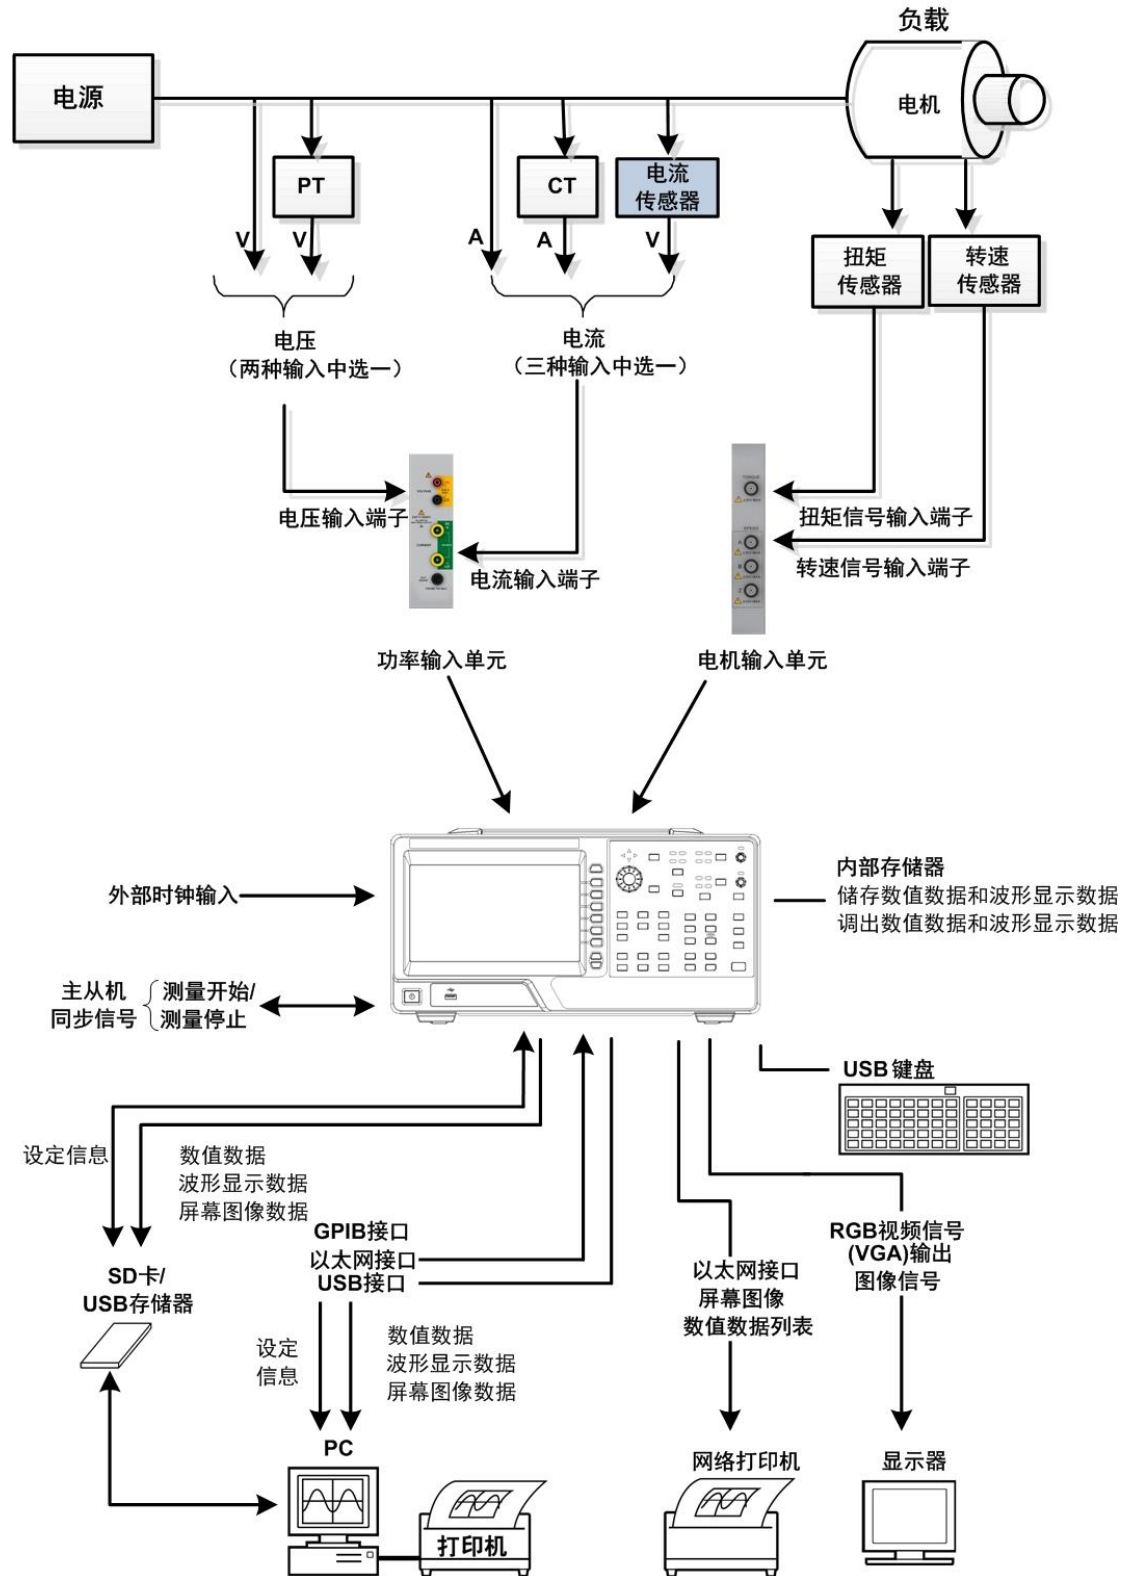 负载
电源
电机
PT
CT
电流
传感器
V
V
A
A
V
扭矩
传感器
转速
传感器
电压
（两种输入中选一）
电流
（三种输入中选一）
电压输入端子
电流输入端子
TORQUE
扭矩信号输入端子
SPEED
A
B
Z
转速信号输入端子
功率输入单元
电机输入单元
外部时钟输入
内部存储器
储存数值数据和波形显示数据
调出数值数据和波形显示数据
主从机
同步信号
测量开始/
测量停止
USB键盘
设定信息
数值数据
波形显示数据
屏幕图像数据
GPIB接口
以太网接口
USB接口
RGB视频信号
(VGA)输出
图像信号
SD卡/
USB存储器
以太网接口
屏幕图像
数值数据列表
设定
信息
数值数据
波形显示数据
屏幕图像数据
PC
网络打印机
显示器
打印机